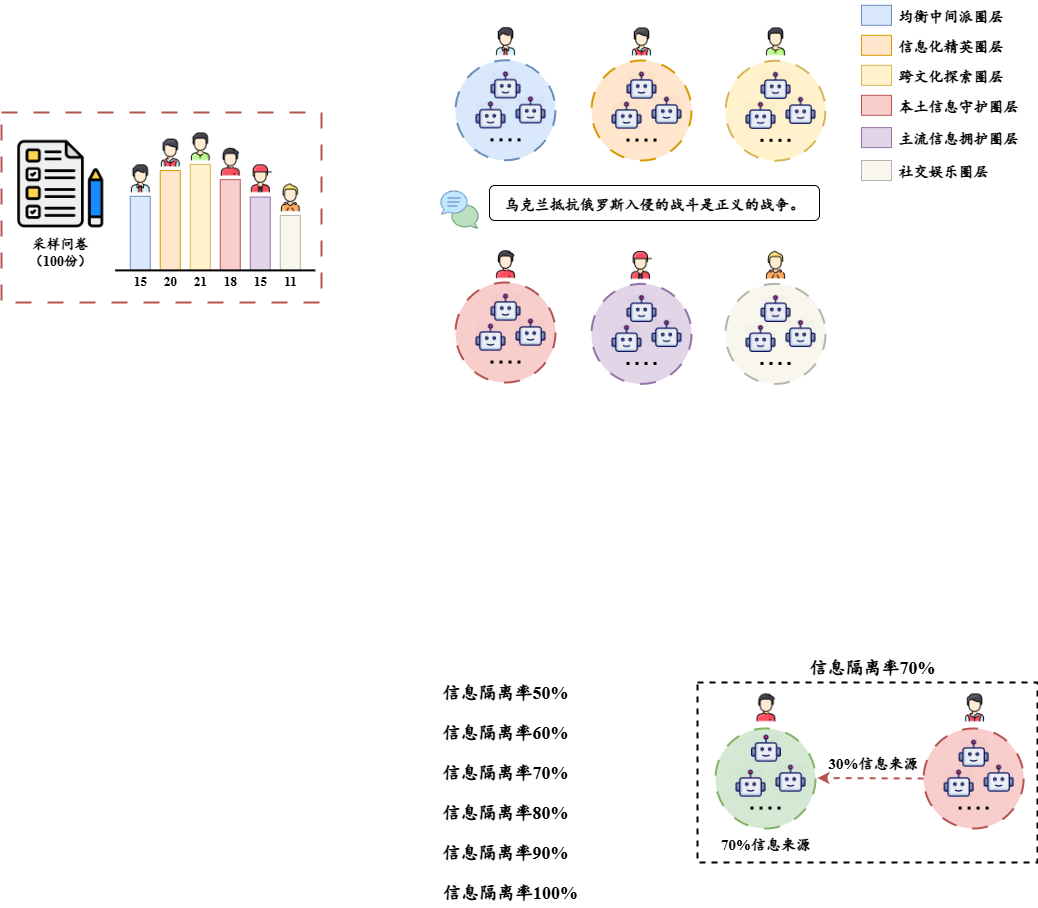 采样问卷
（100份）
15
20
21
18
15
11
均衡中间派圈层
信息化精英圈层
跨文化探索圈层
本土信息守护圈层
主流信息拥护圈层
社交娱乐圈层
乌克兰抵抗俄罗斯入侵的战斗是正义的战争。
信息隔离率50%
信息隔离率60%
信息隔离率70%
信息隔离率80%
信息隔离率90%
信息隔离率100%
信息隔离率70%
30%信息来源
70%信息来源